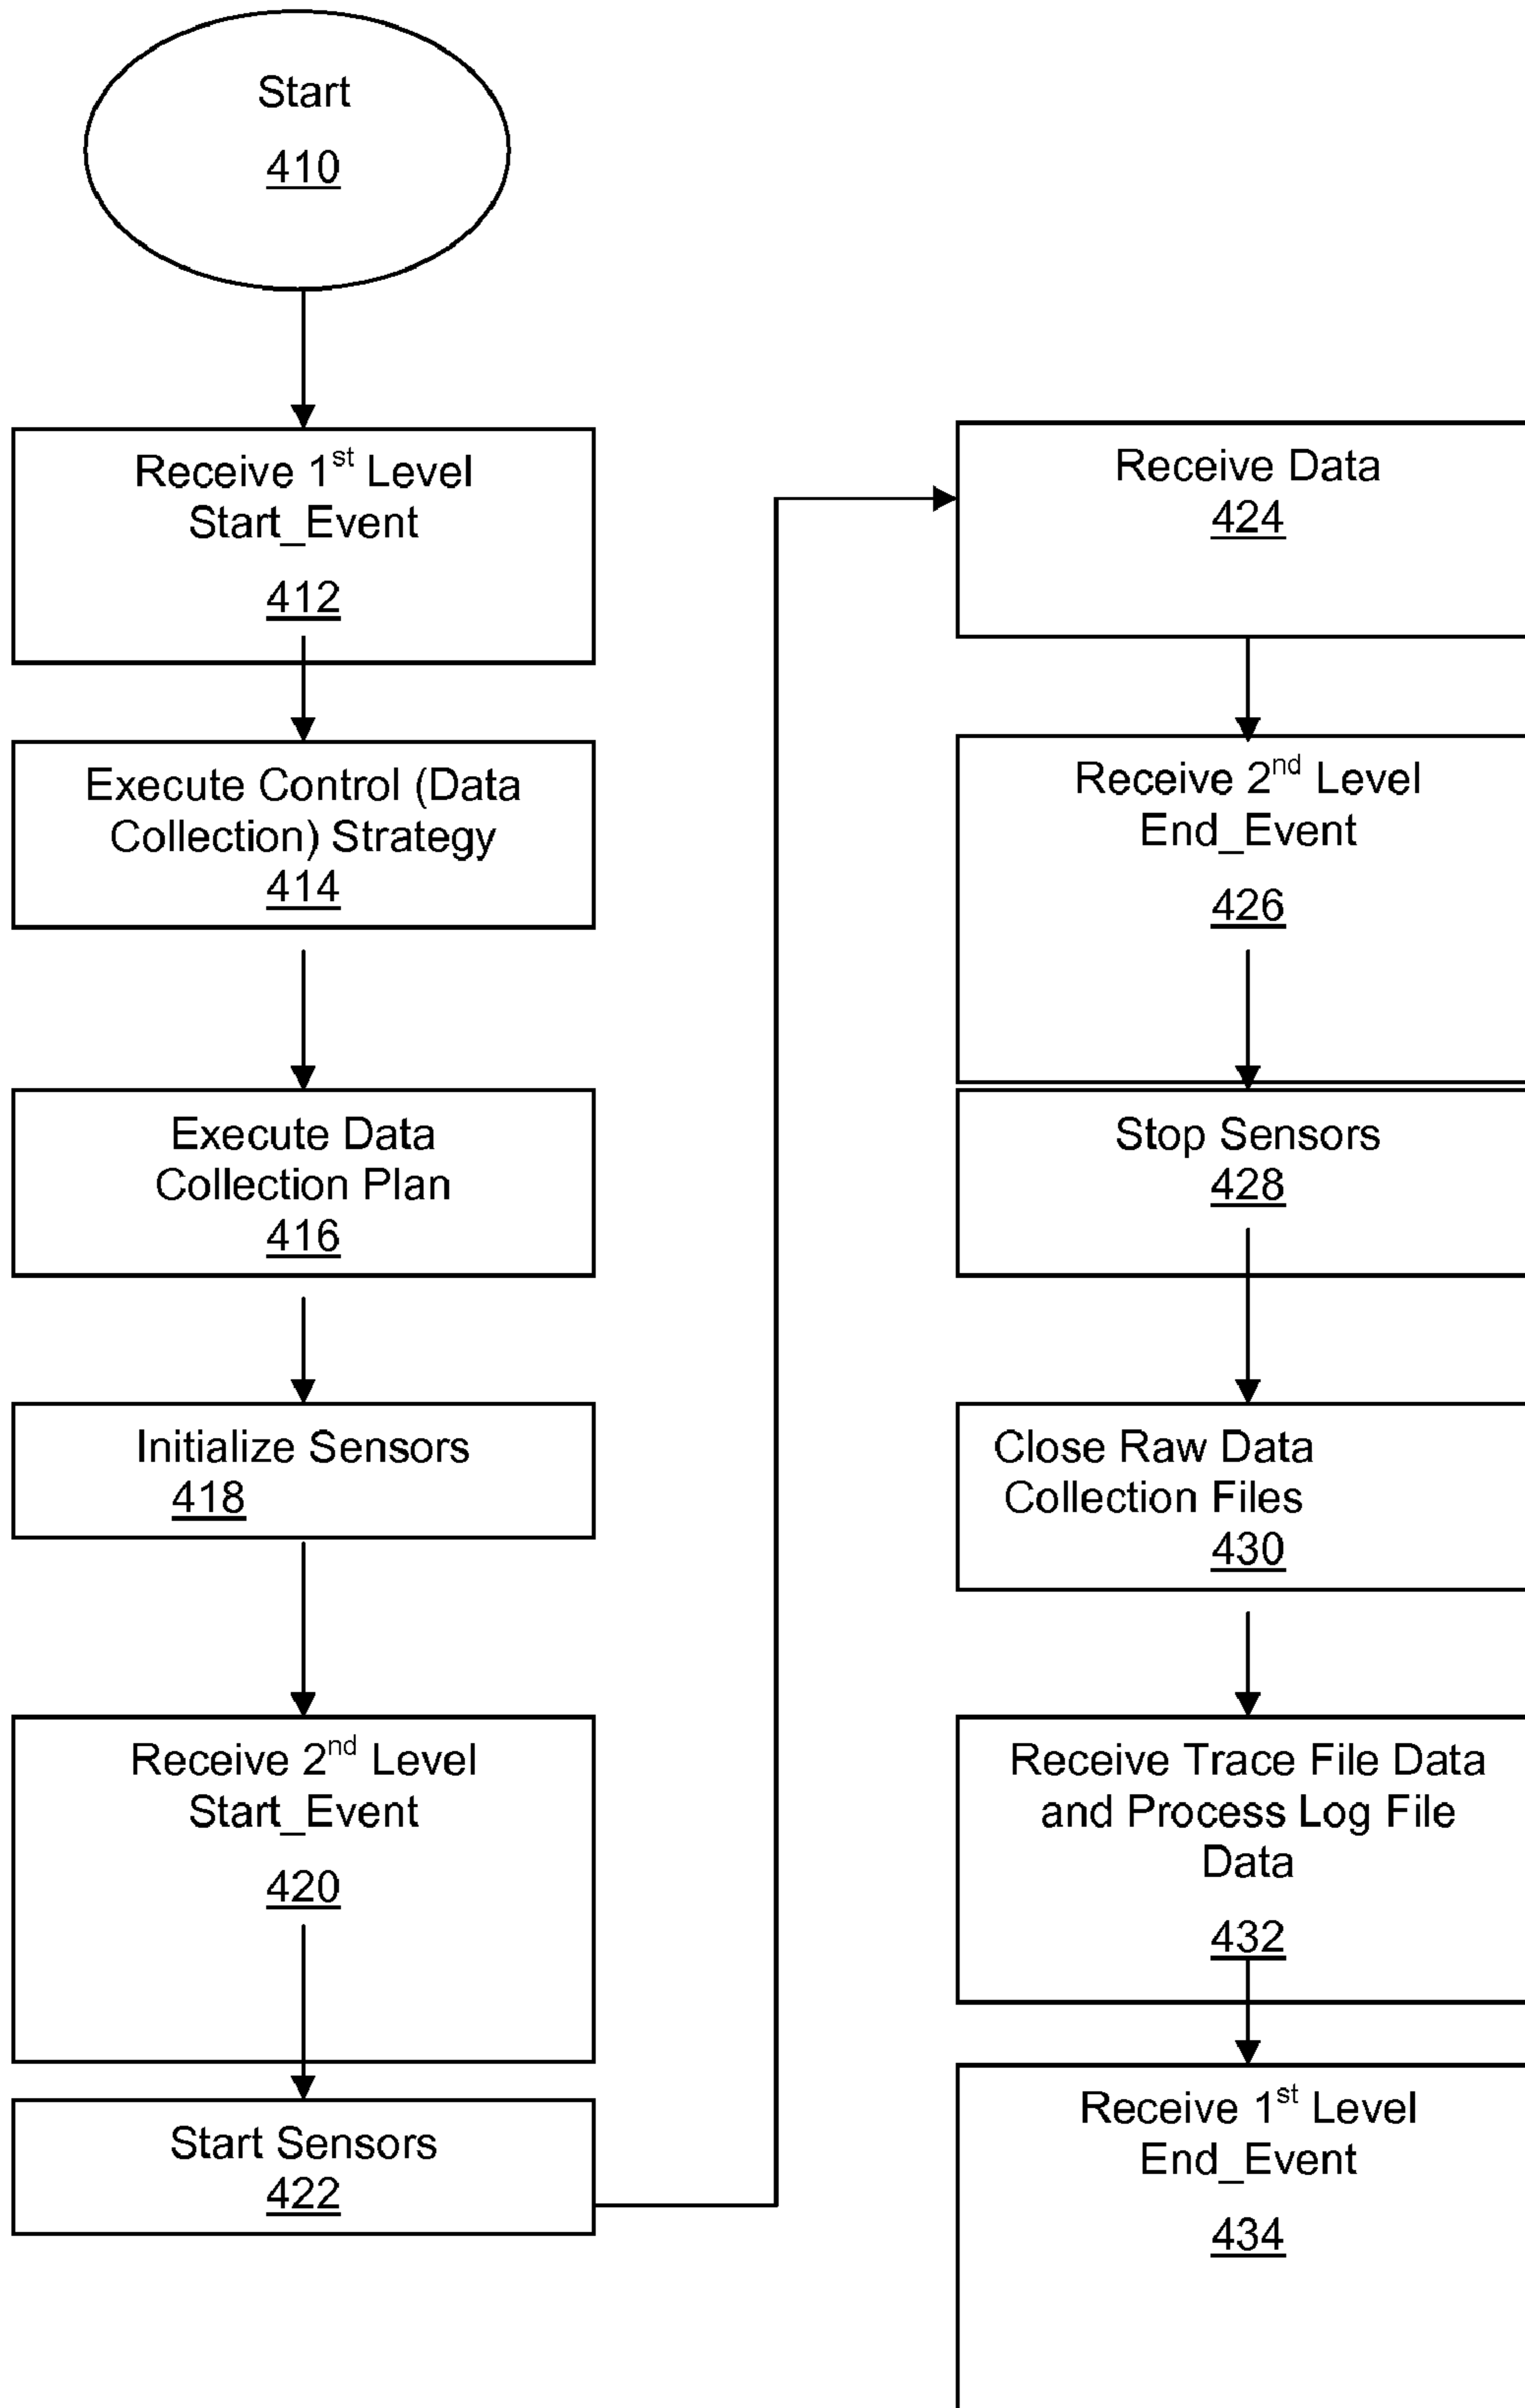 Start
410
Receive 1st Level
Start_Event
412
Execute Control (Data
Collection) Strategy
414
Execute Data
Collection Plan
416
Initialize Sensors
418
Receive 2nd Level
Start_Event
420
Start Sensors
422
Receive Data
424
Receive 2nd Level
End_Event
426
Stop Sensors
428
Close Raw Data
Collection Files
430
Receive Trace File Data
and Process Log File
Data
432
Receive 1st Level
End_Event
434